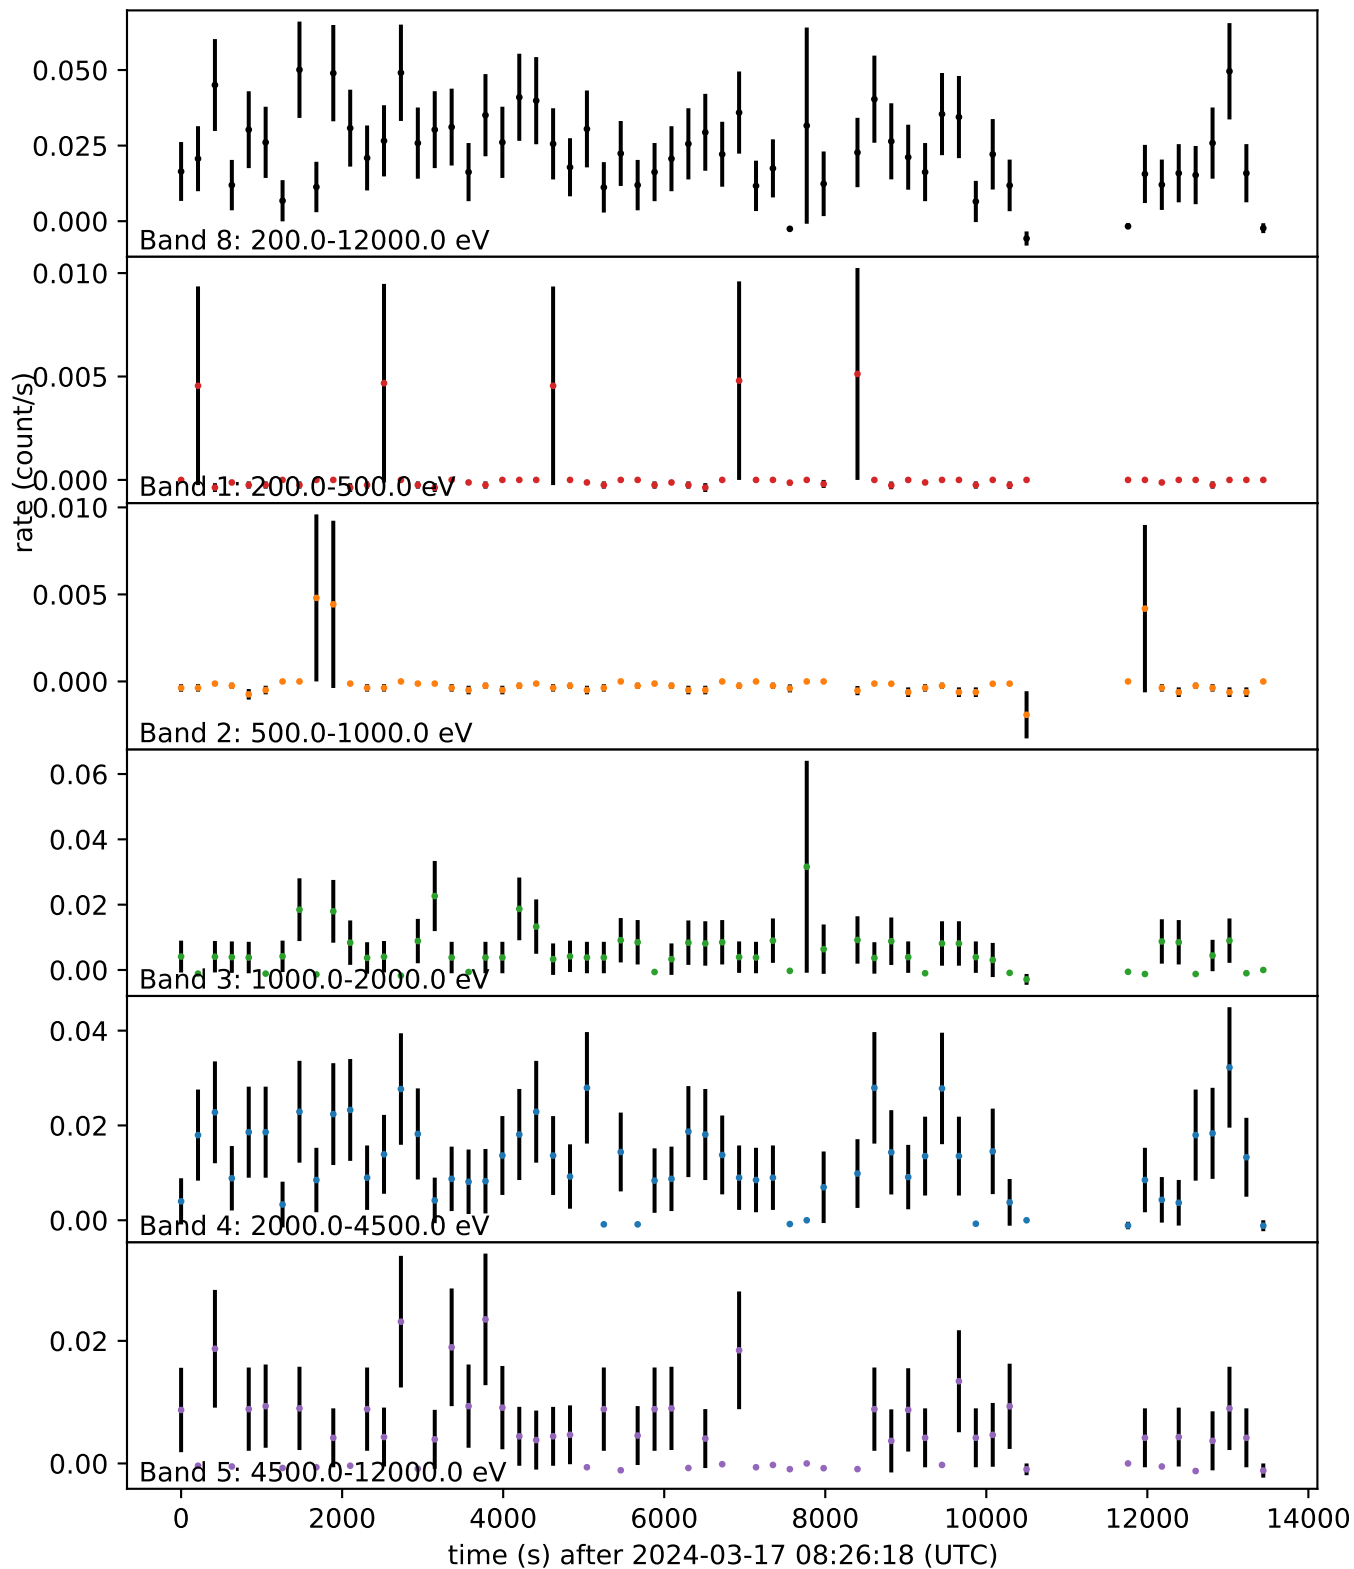 0.050
0.025
0.000
Band 8: 200.0-12000.0 eV
0.010
0.005
0.000
Band 1: 200.0-500.0 eV
rate (count/s)
0.010
0.005
0.000
Band 2: 500.0-1000.0 eV
0.06
0.04
0.02
0.00
Band 3: 1000.0-2000.0 eV
0.04
0.02
0.00
Band 4: 2000.0-4500.0 eV
0.02
0.00
Band 5: 4500.0-12000.0 eV
0 2000 4000 6000 8000 10000 12000 14000
time (s) after 2024-03-17 08:26:18 (UTC)